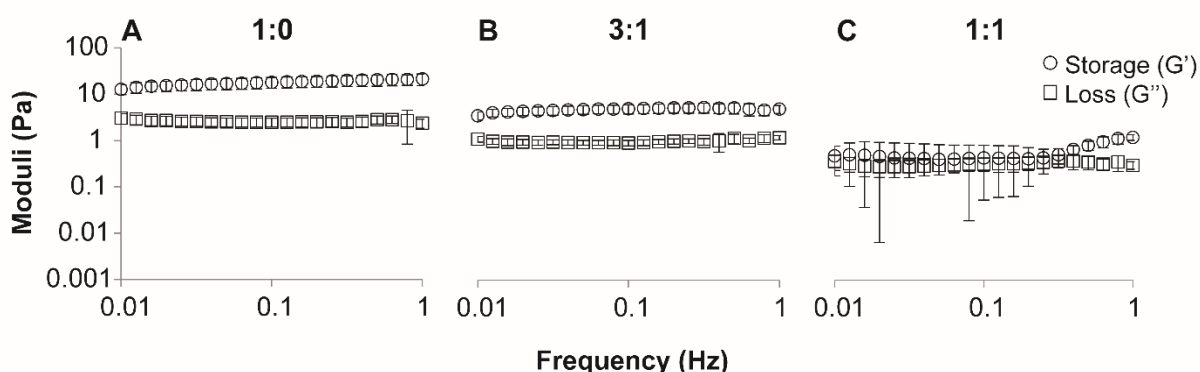 A 1:0
B 3:1
C 1:1
Storage (G')
Loss (G'')
Moduli (Pa)
100
10
1
0.1
0.01
0.001
0.01 0.1 1
0.01 0.1 1
0.01 0.1 1
Frequency (Hz)